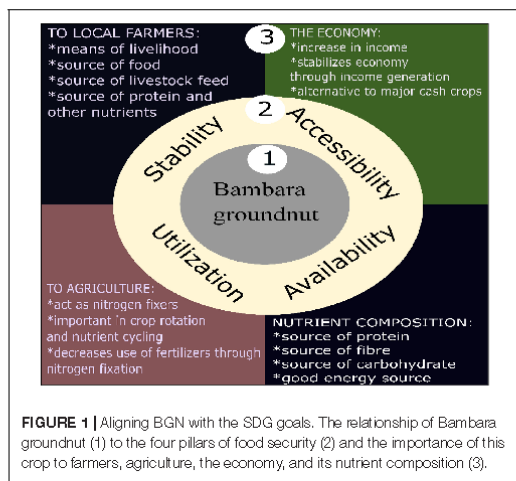 TO LOCAL FARMERS:
*means of livelihood
*source of food
*source of livestock feed
*source of protein and
other nutrients
3
THE ECONOMY:
*increase in income
*stabilizes economy
through income generation
*alternative to major cash crops
2
Stability
Accessibility
1
Bambara
groundnut
Utilization
Availability
TO AGRICULTURE:
*act as nitrogen fixers
*important in crop rotation
and nutrient cycling
*decreases use of fertilizers through
nitrogen fixation
NUTRIENT COMPOSITION:
*source of protein
*source of fibre
*source of carbohydrate
*good energy source
FIGURE 1 | Aligning BGN with the SDG goals. The relationship of Bambara
groundnut (1) to the four pillars of food security (2) and the importance of this
crop to farmers, agriculture, the economy, and its nutrient composition (3).